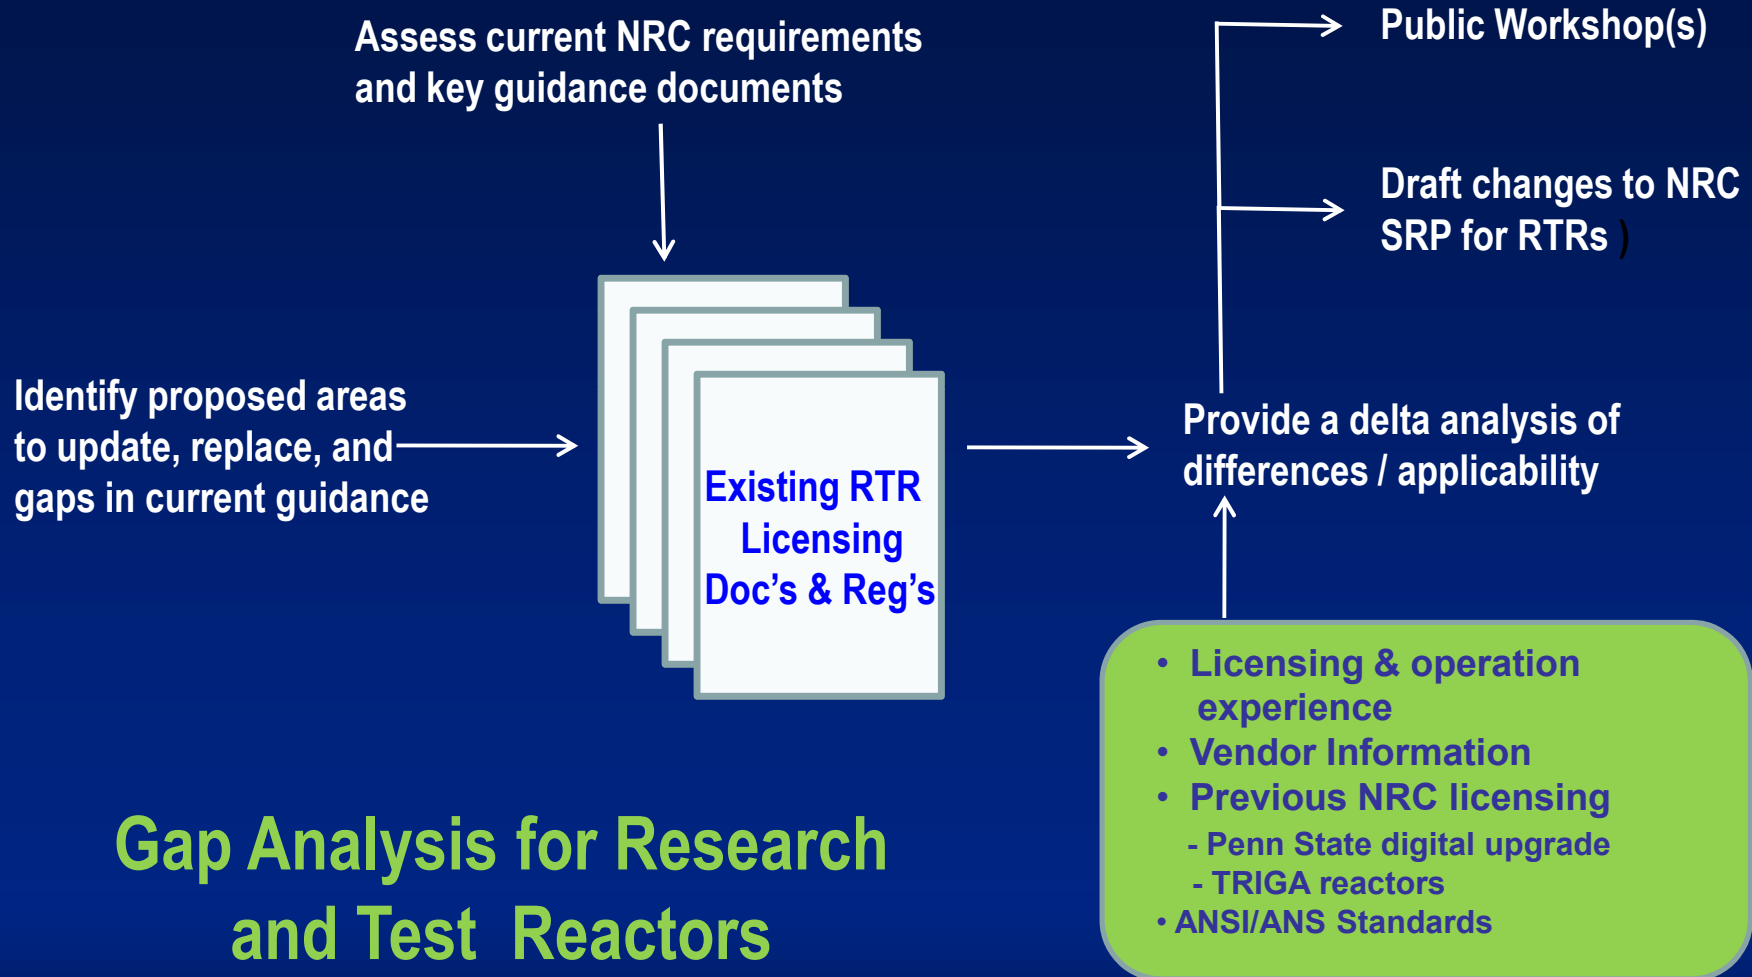 Assess current NRC requirements
and key guidance documents
Public Workshop(s)
Draft changes to NRC
SRP for RTRs )
Identify proposed areas
to update, replace, and
gaps in current guidance
Existing RTR
Licensing
Doc’s & Reg’s
Provide a delta analysis of
differences / applicability
• Licensing & operation
experience
• Vendor Information
• Previous NRC licensing
- Penn State digital upgrade
- TRIGA reactors
• ANSI/ANS Standards
Gap Analysis for Research
and Test Reactors